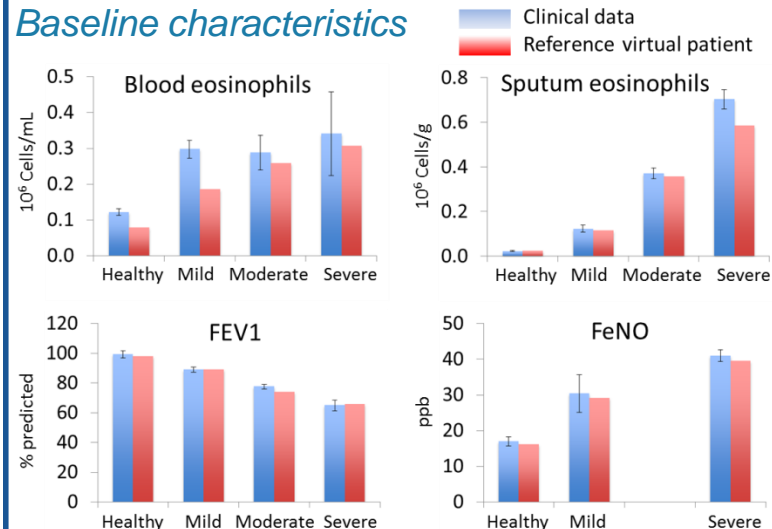 Baseline characteristics
Clinical data
Reference virtual patient
Blood eosinophils
10⁶ Cells/mL
0.5
0.4
0.3
0.2
0.1
0.0
Healthy Mild Moderate Severe
Sputum eosinophils
10⁶ Cells/g
0.8
0.6
0.4
0.2
0.0
Healthy Mild Moderate Severe
FEV1
% predicted
120
100
80
60
40
20
0
Healthy Mild Moderate Severe
FeNO
ppb
50
40
30
20
10
0
Healthy Mild Severe